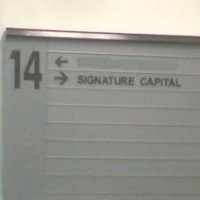 14
←
→ SIGNATURE CAPITAL